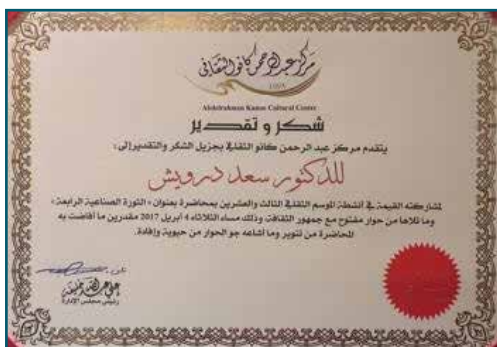 مركز عبدالرحمن كانو الثقافي
Abdulrahman Kanoo Cultural Center
شكر و تقدير
يتقدم مركز عبد الرحمن كانو الثقافي بجزيل الشكر والتقدير إلى:
للدكتور سعد درويش
لمشاركته القيمة في أنشطة الموسم الثقافي الثالث والعشرين بمحاضرة بعنوان « الثورة الصناعية الرابعة »
وما تلاها من حوار مفتوح مع جمهور الثقافة وذلك مساء الثلاثاء 4 أبريل 2017 مقدرين ما أفاضت به
المحاضرة من تنوير وما أشاعه جو الحوار من حيوية وإفادة.
رئيس مجلس الإدارة